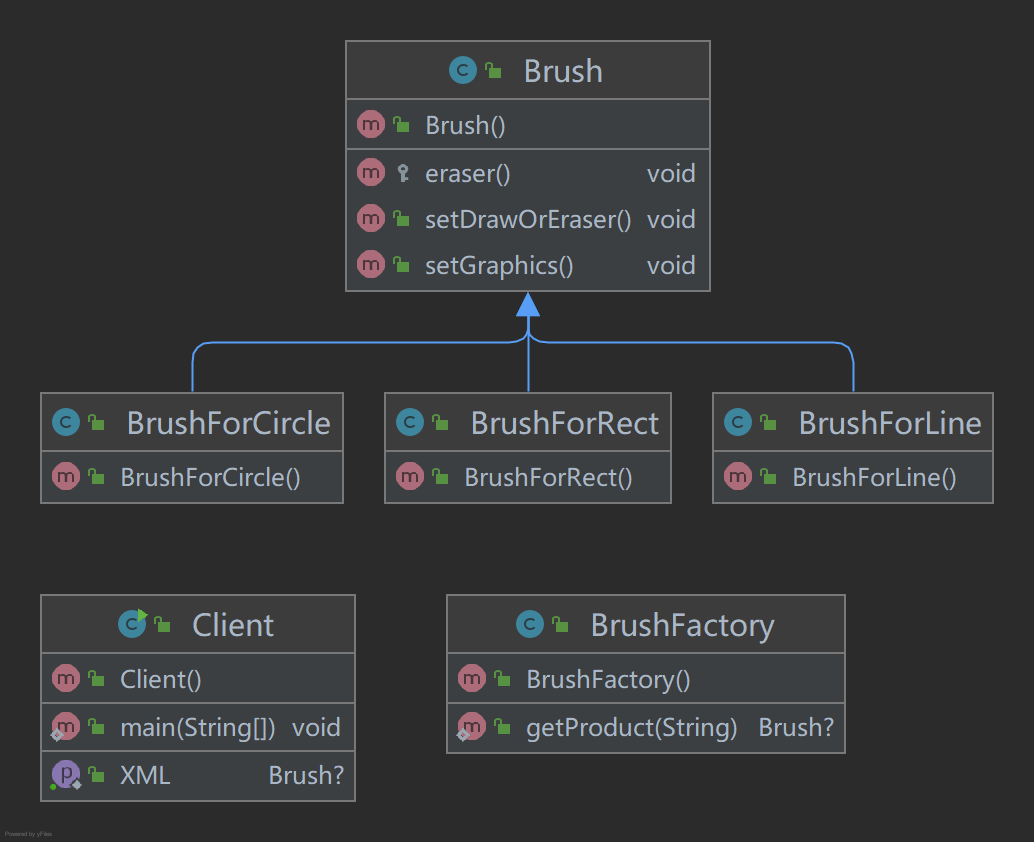 Brush
Brush()
eraser() void
setDrawOrEraser() void
setGraphics() void
BrushForCircle
BrushForCircle()
BrushForRect
BrushForRect()
BrushForLine
BrushForLine()
Client
Client()
main(String[]) void
XML Brush?
BrushFactory
BrushFactory()
getProduct(String) Brush?
Powered by yFiles